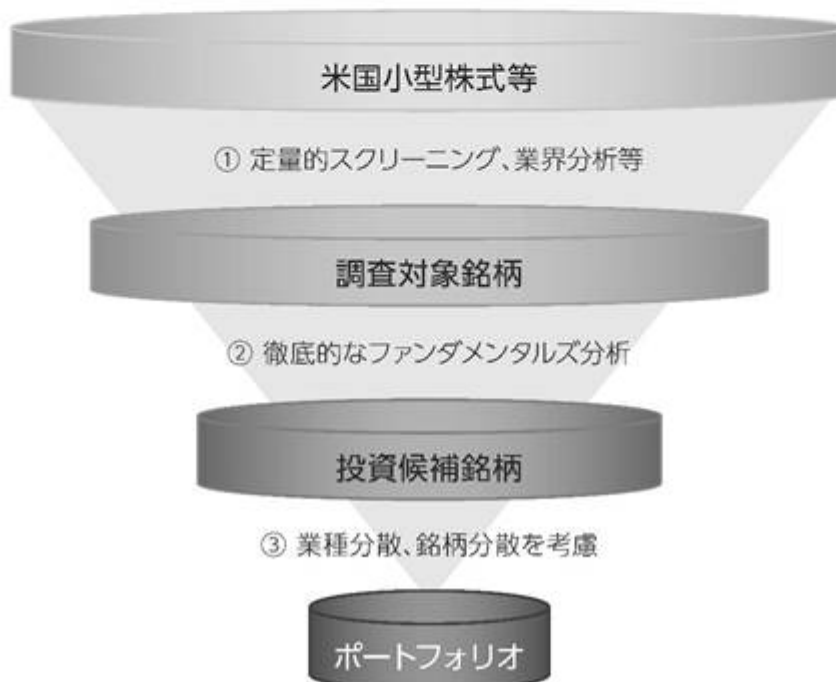 米国小型株式等
① 定量的スクリーニング、業界分析等
調査対象銘柄
② 徹底的なファンダメンタルズ分析
投資候補銘柄
③ 業種分散、銘柄分散を考慮
ポートフォリオ